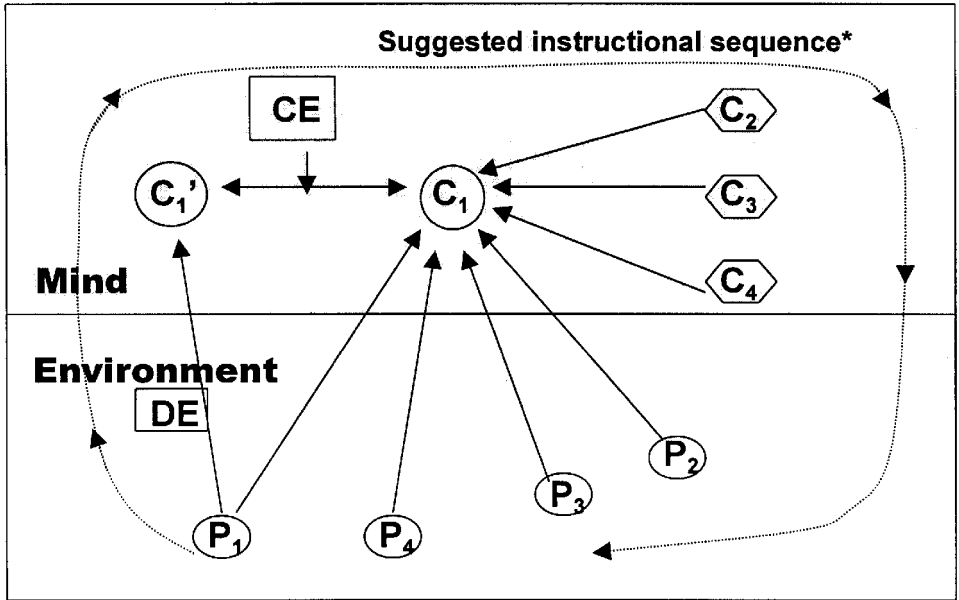 Suggested instructional sequence*
CE
C₂
C₁’
C₁
C₃
C₄
Mind
Environment
DE
P₂
P₃
P₁
P₄